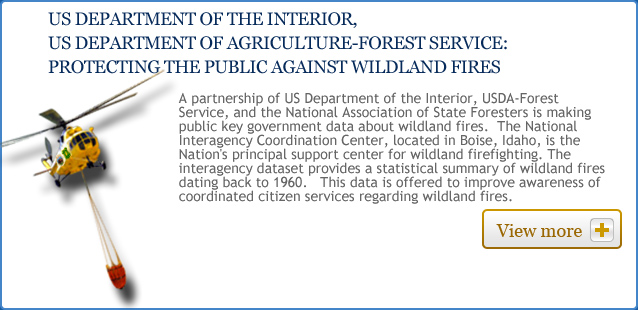 US DEPARTMENT OF THE INTERIOR,
US DEPARTMENT OF AGRICULTURE-FOREST SERVICE:
PROTECTING THE PUBLIC AGAINST WILDLAND FIRES
A partnership of US Department of the Interior, USDA-Forest
Service, and the National Association of State Foresters is making
public key government data about wildland fires.  The National
Interagency Coordination Center, located in Boise, Idaho, is the
Nation's principal support center for wildland firefighting. The
interagency dataset provides a statistical summary of wildland fires
dating back to 1960.   This data is offered to improve awareness of
coordinated citizen services regarding wildland fires.
View more